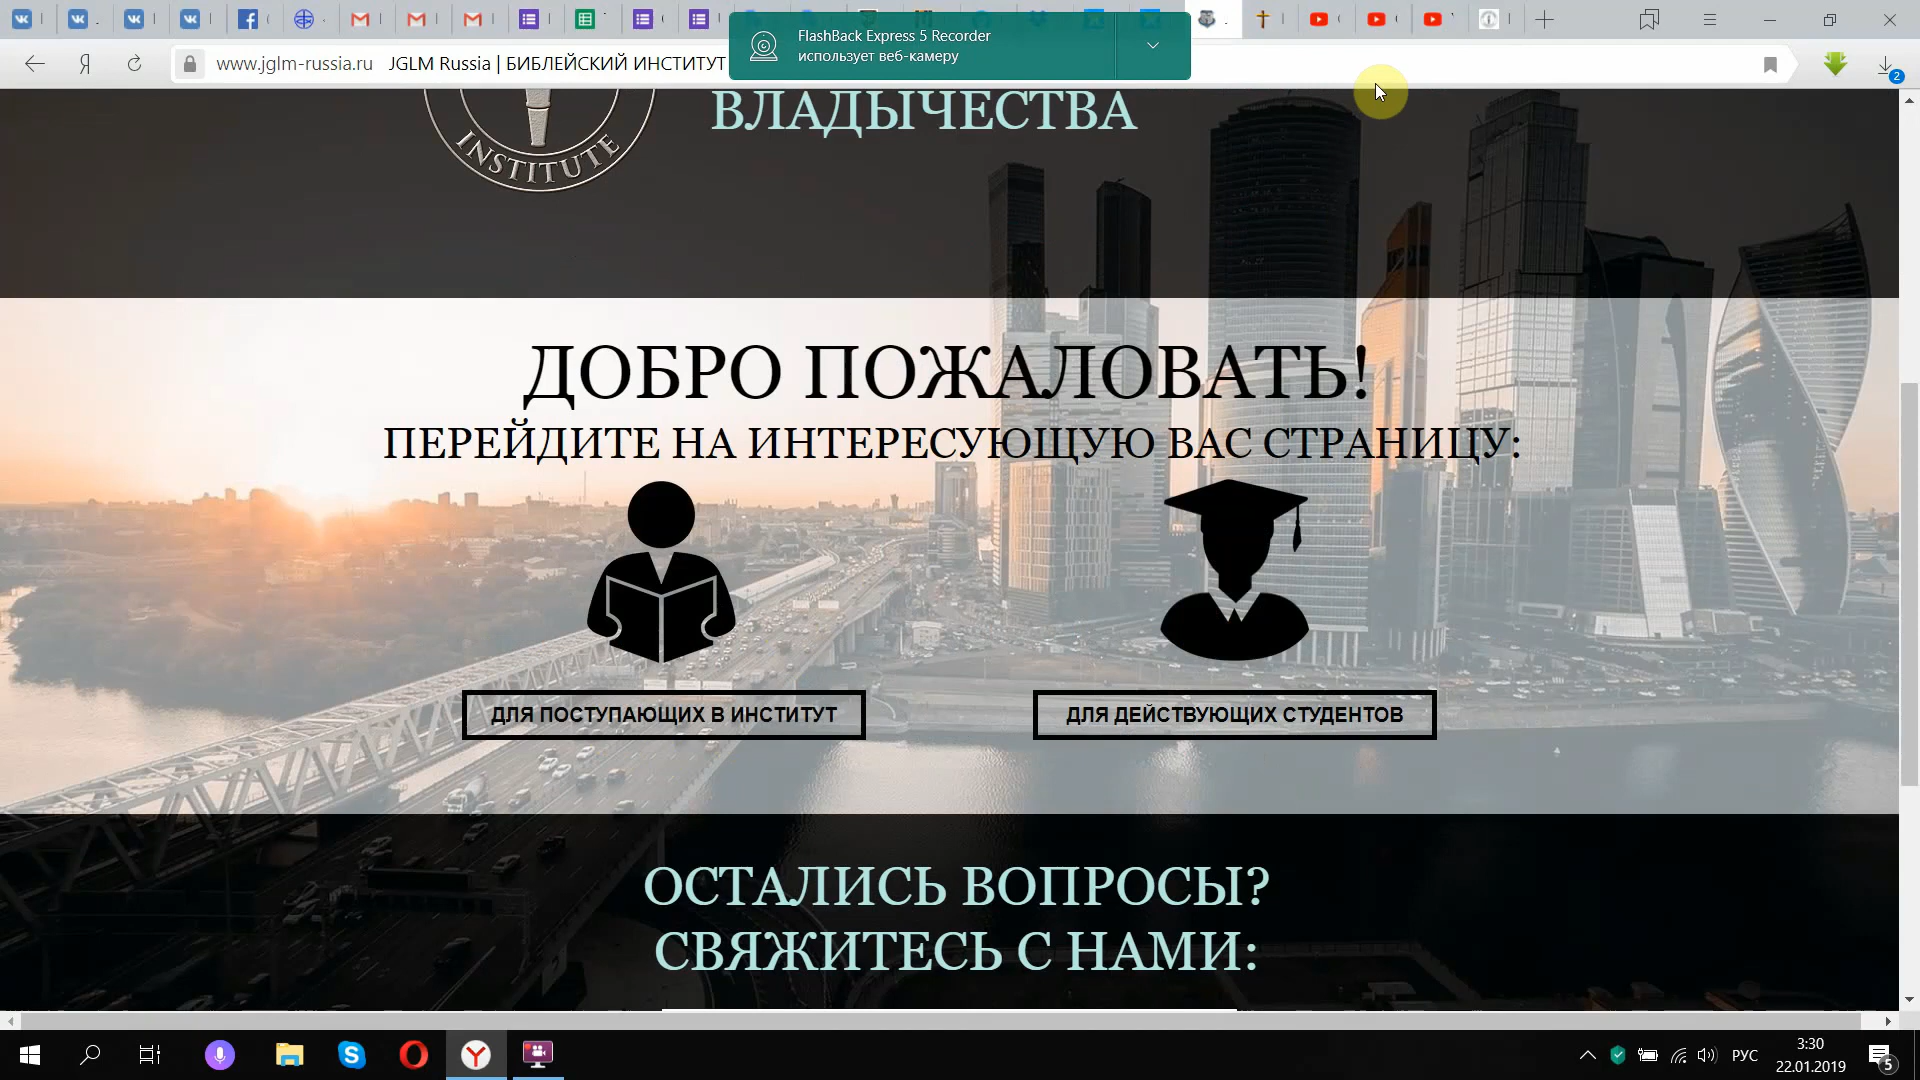 FlashBack Express 5 Recorder
использует веб-камеру
www.jglm-russia.ru JGLM Russia | БИБЛЕЙСКИЙ ИНСТИТУТ
INSTITUTE
ВЛАДЫЧЕСТВА
ДОБРО ПОЖАЛОВАТЬ!
ПЕРЕЙДИТЕ НА ИНТЕРЕСУЮЩУЮ ВАС СТРАНИЦУ:
ДЛЯ ПОСТУПАЮЩИХ В ИНСТИТУТ
ДЛЯ ДЕЙСТВУЮЩИХ СТУДЕНТОВ
ОСТАЛИСЬ ВОПРОСЫ?
СВЯЖИТЕСЬ С НАМИ:
РУС
3:30
22.01.2019
5
2